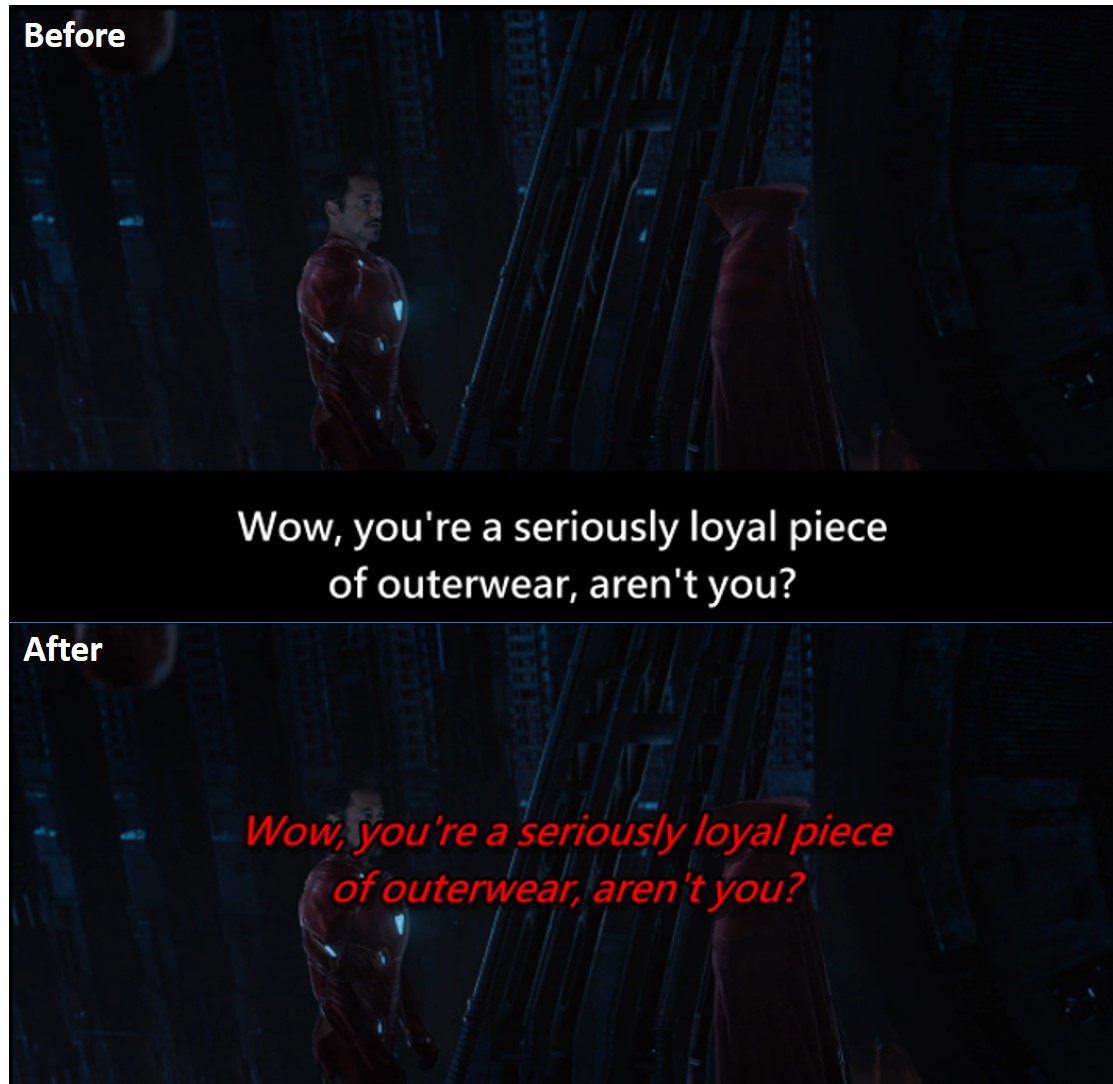 Before
Wow, you're a seriously loyal piece
of outerwear, aren't you?
After
Wow, you're a seriously loyal piece
of outerwear, aren't you?